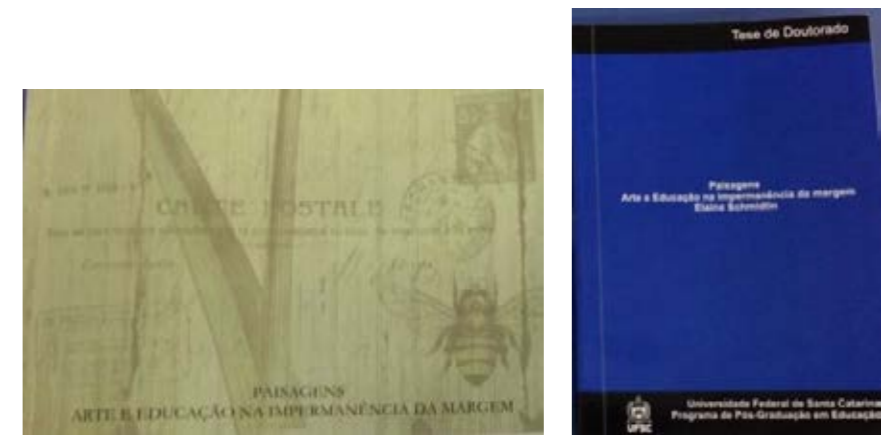 CARTE POSTALE
PAISAGENS
ARTE E EDUCAÇÃO NA IMPERMANÊNCIA DA MARGEM
Tese de Doutorado
Paisagens
Arte e Educação na impermanência da margem
Elaine Schmidlin
UFSC
Universidade Federal de Santa Catarina
Programa de Pós-Graduação em Educação